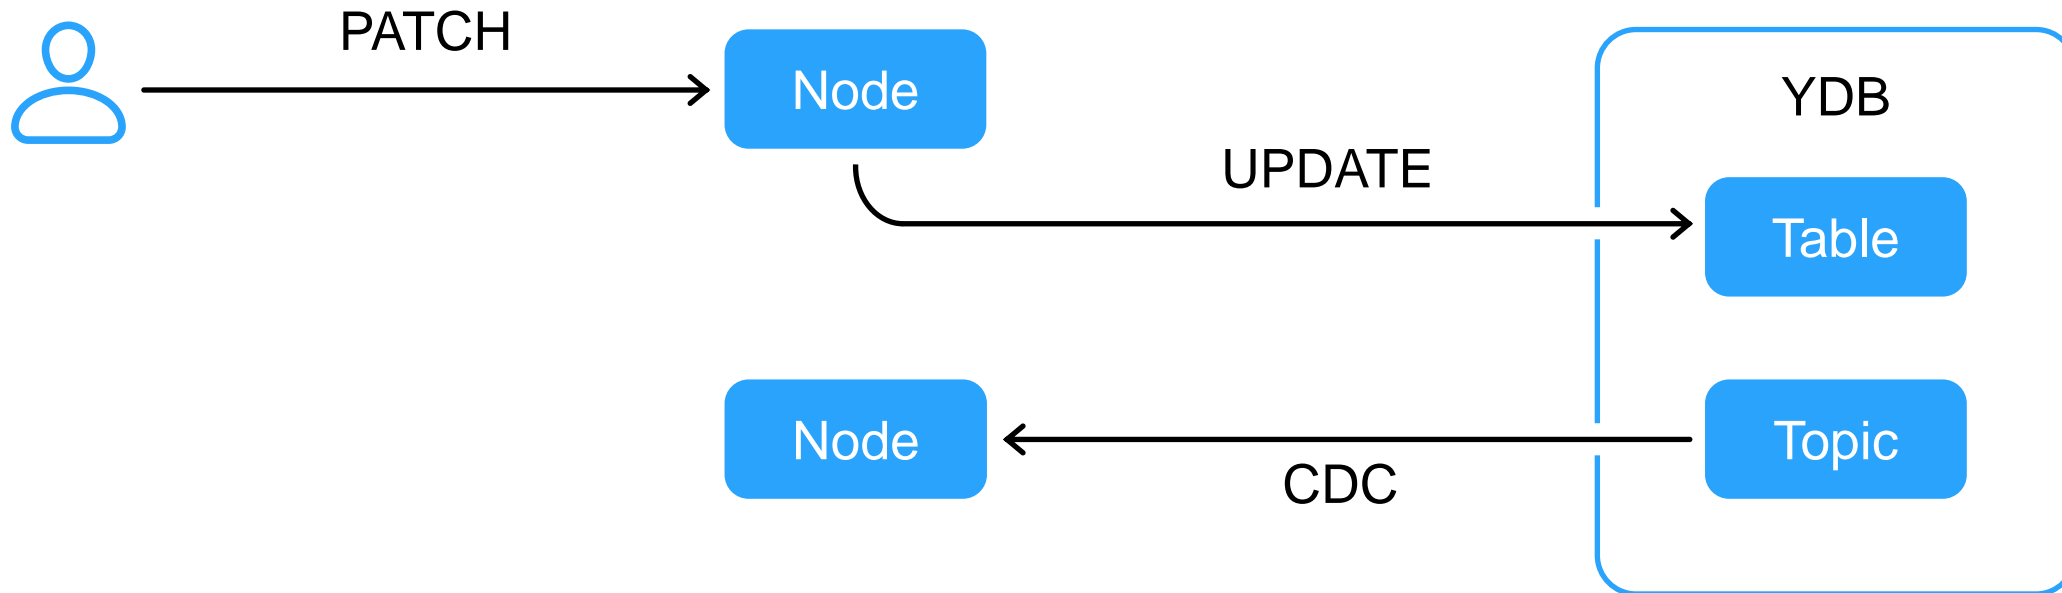 PATCH
Node
YDB
UPDATE
Table
Node
Topic
CDC